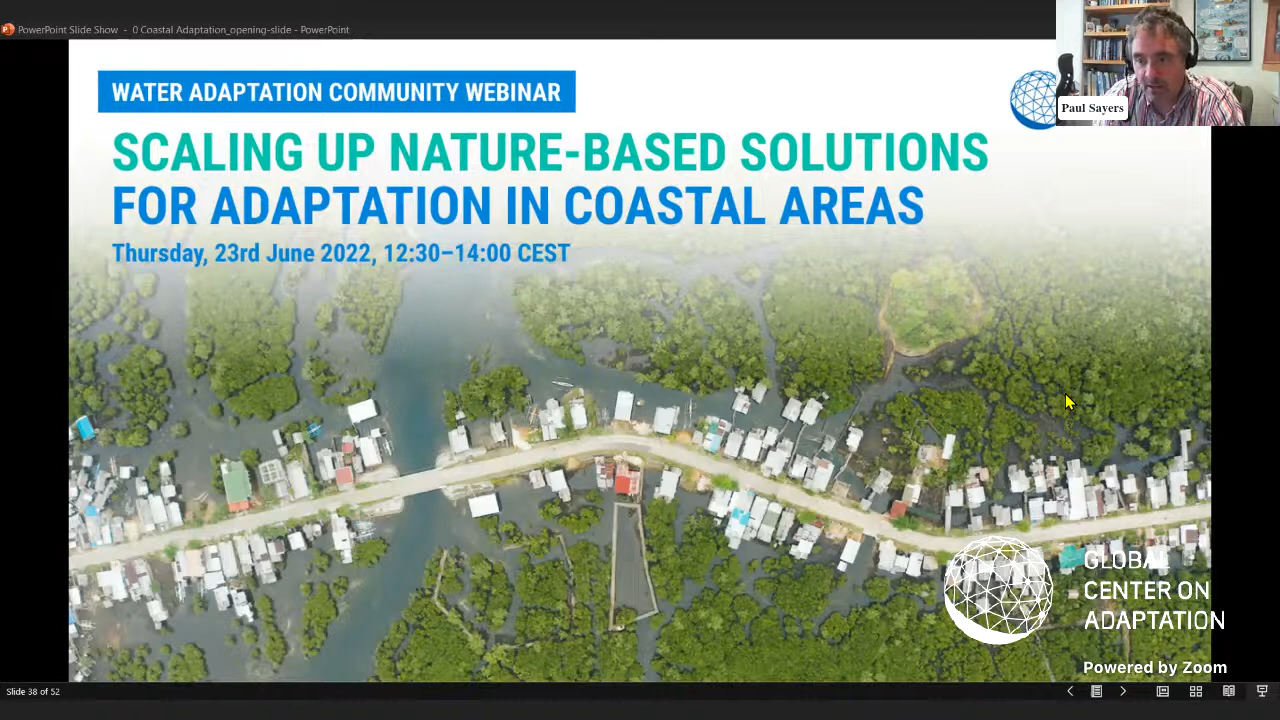 PowerPoint Slide Show - 0 Coastal Adaptation_opening-slide - PowerPoint
WATER ADAPTATION COMMUNITY WEBINAR
Paul Sayers
SCALING UP NATURE-BASED SOLUTIONS
FOR ADAPTATION IN COASTAL AREAS
Thursday, 23rd June 2022, 12:30–14:00 CEST
GLOBAL
CENTER ON
ADAPTATION
Powered by Zoom
Slide 38 of 52